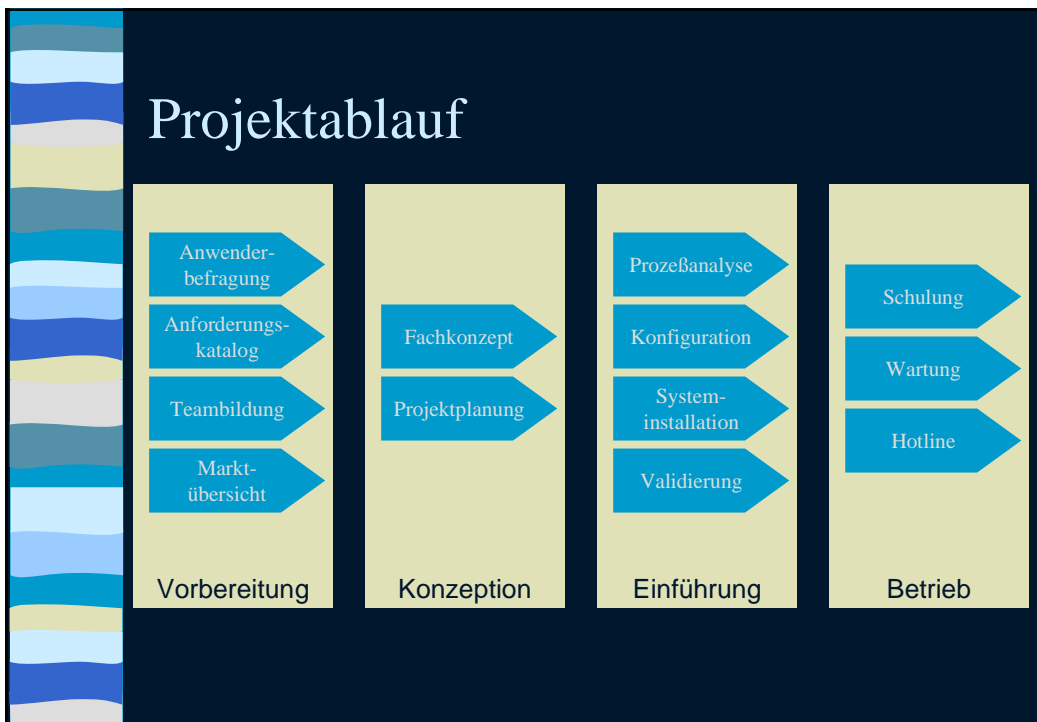 Projektablauf
Anwender-
befragung
Anforderungs-
katalog
Teambildung
Markt-
übersicht
Vorbereitung
Fachkonzept
Projektplanung
Konzeption
Prozeßanalyse
Konfiguration
System-
installation
Validierung
Einführung
Schulung
Wartung
Hotline
Betrieb